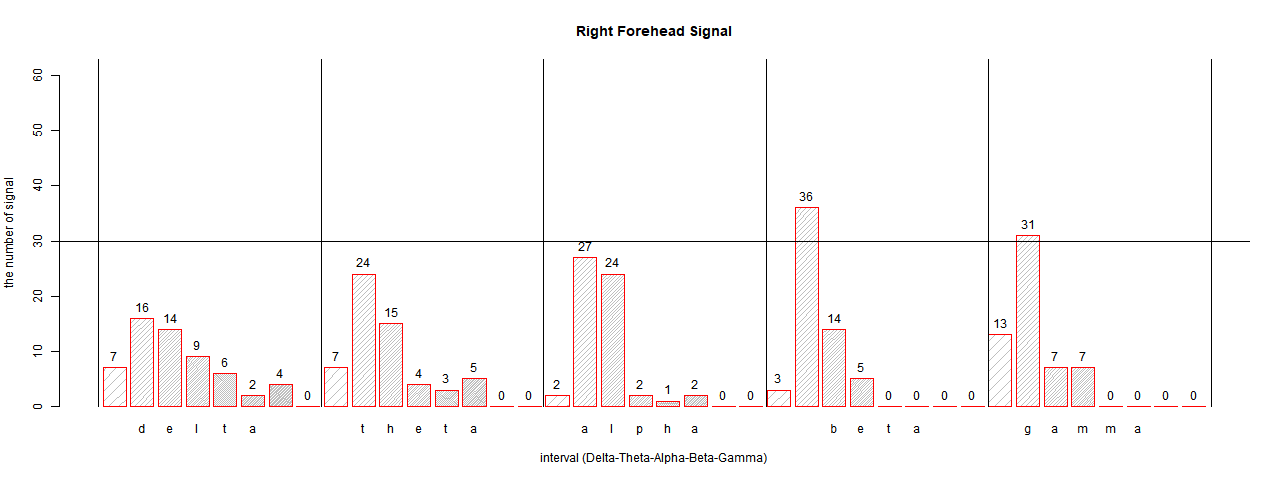 Right Forehead Signal
the number of signal
60
50
40
30
20
10
0
7 16 14 9 6 2 4 0
7 24 15 4 3 5 0 0
2 27 24 2 1 2 0 0
3 36 14 5 0 0 0 0
13 31 7 7 0 0 0 0
d e l t a t h e t a a l p h a b e t a g a m m a
interval (Delta-Theta-Alpha-Beta-Gamma)